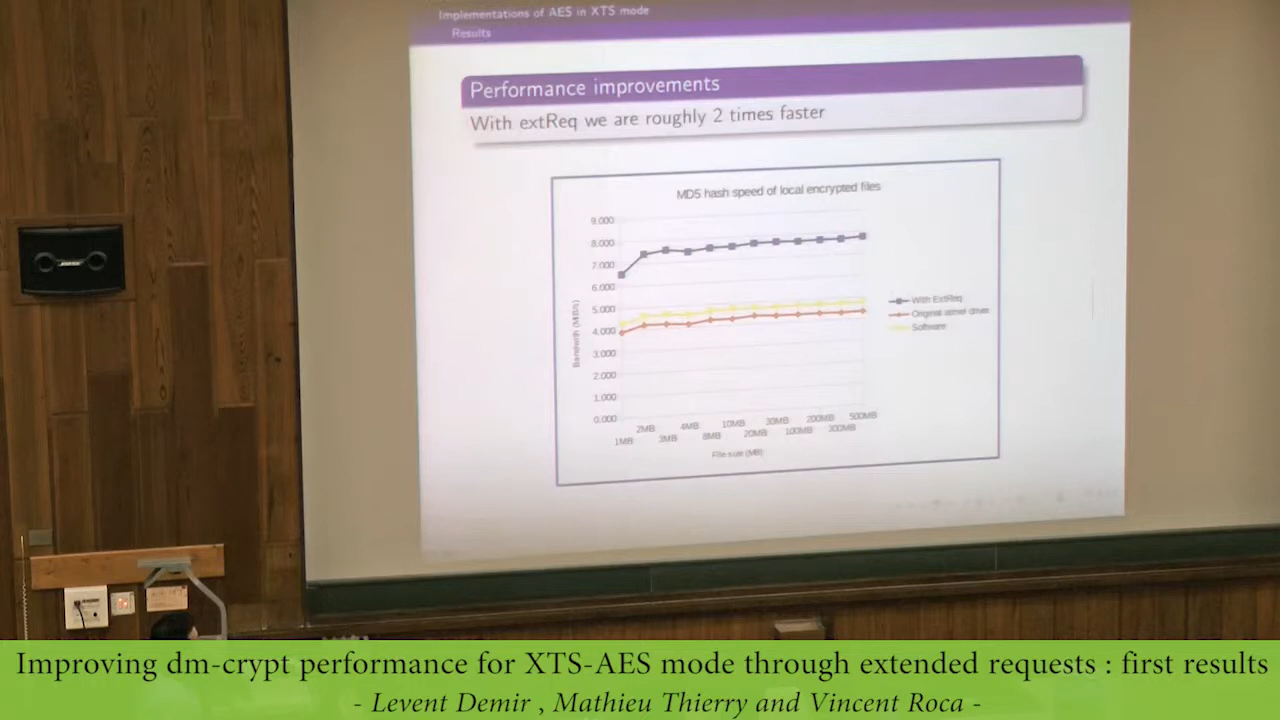 Implementations of AES in XTS mode
Results
Performance improvements
With extReq we are roughly 2 times faster
MD5 hash speed of local encrypted files
9.000
8.000
7.000
6.000
5.000
4.000
3.000
2.000
1.000
0.000
Bandwith (MiB/s)
1MB
2MB
3MB
4MB
8MB
10MB
20MB
30MB
100MB
200MB
300MB
500MB
File size (MB)
With ExtReq
Original atmel driver
Software
BOSE
Improving dm-crypt performance for XTS-AES mode through extended requests : first results
- Levent Demir , Mathieu Thierry and Vincent Roca -